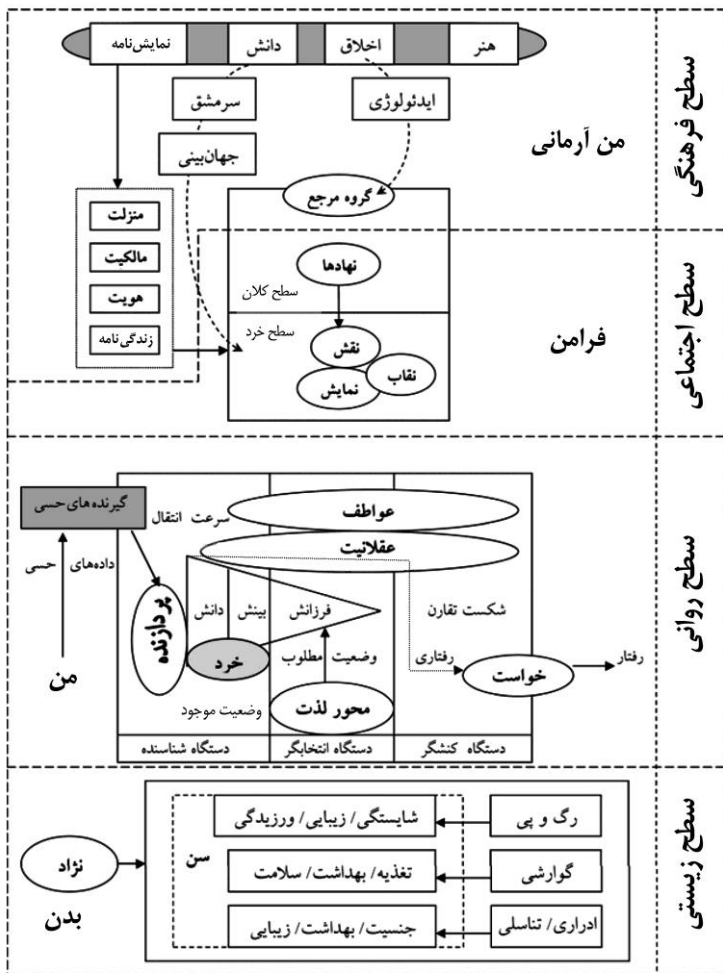 سطح فرهنگی
هنر
اخلاق
دانش
نمایش‌نامه
ایدئولوژی
سرمشق
جهان‌بینی
من آرمانی
گروه مرجع
منزلت
مالکیت
هویت
زندگی‌نامه
سطح اجتماعی
فرامن
نهادها
سطح کلان
سطح خرد
نقش
نقاب
نمایش
سطح روانی
گیرنده‌های حسی
سرعت انتقال
عواطف
عقلانیت
داده‌های حسی
پردازنده
دانش
بینش
فرزانش
شکست تقارن
رفتاری
خرد
وضعیت مطلوب
خواست
رفتار
من
وضعیت موجود
محور لذت
دستگاه کنشگر
دستگاه انتخابگر
دستگاه شناسنده
سطح زیستی
رگ و پی
شایستگی/ زیبایی/ ورزیدگی
سن
نژاد
گوارشی
تغذیه/ بهداشت/ سلامت
بدن
ادراری/ تناسلی
جنسیت/ بهداشت/ زیبایی